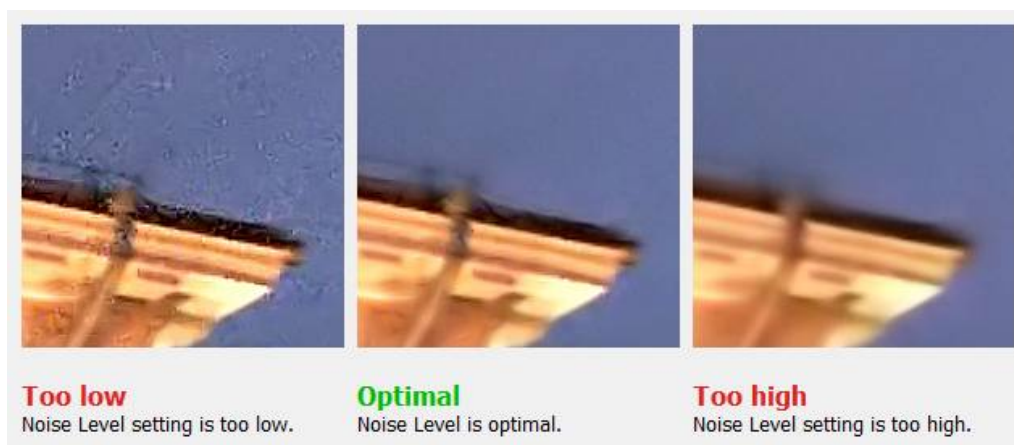 Too low
Noise Level setting is too low.
Optimal
Noise Level is optimal.
Too high
Noise Level setting is too high.